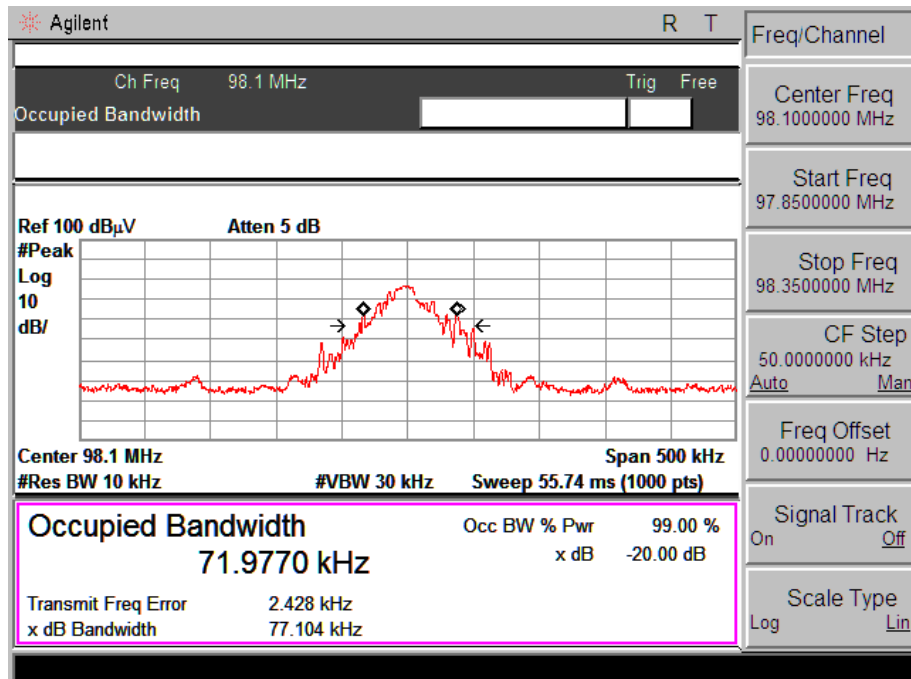 Agilent R T
Ch Freq 98.1 MHz Trig Free
Occupied Bandwidth
Ref 100 dBµV Atten 5 dB
#Peak
Log
10
dB/
Center 98.1 MHz Span 500 kHz
#Res BW 10 kHz #VBW 30 kHz Sweep 55.74 ms (1000 pts)
Occupied Bandwidth Occ BW % Pwr 99.00 %
71.9770 kHz x dB -20.00 dB
Transmit Freq Error 2.428 kHz
x dB Bandwidth 77.104 kHz
Freq/Channel
Center Freq
98.1000000 MHz
Start Freq
97.8500000 MHz
Stop Freq
98.3500000 MHz
CF Step
50.0000000 kHz
Auto Man
Freq Offset
0.00000000 Hz
Signal Track
On Off
Scale Type
Log Lin